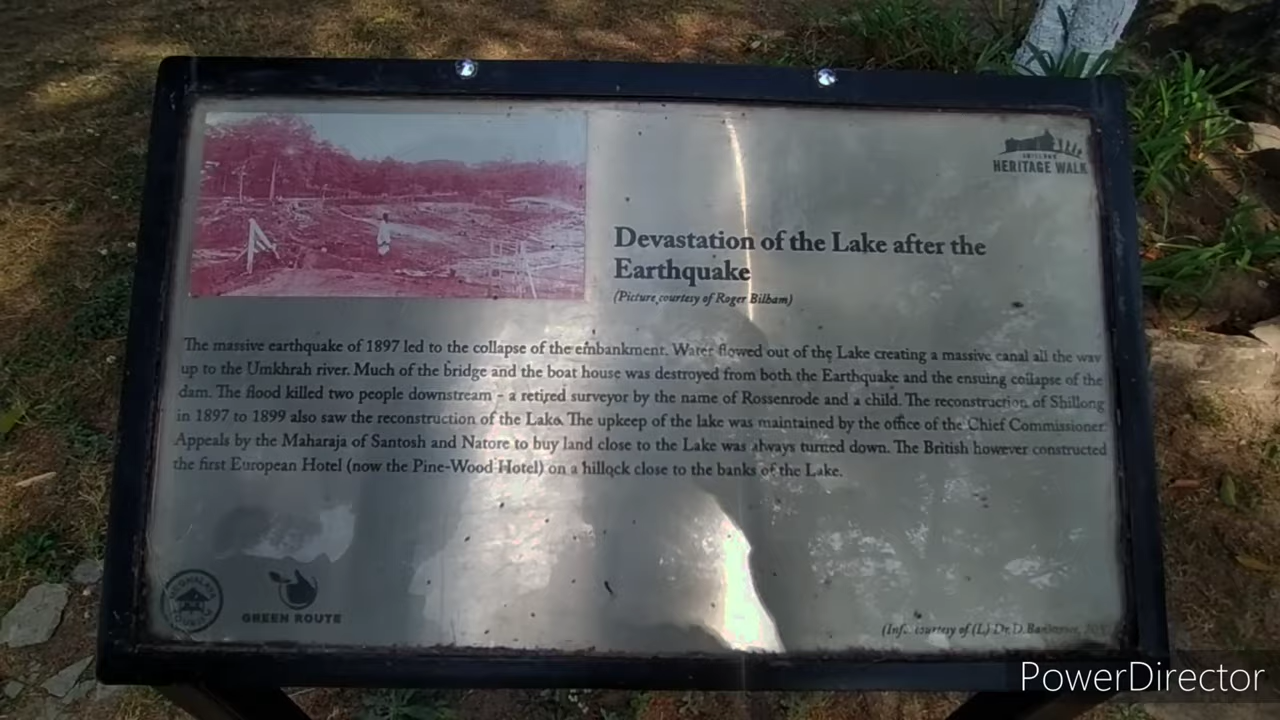 SHILLONG
HERITAGE WALK
Devastation of the Lake after the
Earthquake
(Picture courtesy of Roger Bilham)
The massive earthquake of 1897 led to the collapse of the embankment. Water flowed out of the Lake creating a massive canal all the way
up to the Umkhrah river. Much of the bridge and the boat house was destroyed from both the Earthquake and the ensuing collapse of the
dam. The flood killed two people downstream - a retired surveyor by the name of Rossenrode and a child. The reconstruction of Shillong
in 1897 to 1899 also saw the reconstruction of the Lake. The upkeep of the lake was maintained by the office of the Chief Commissioner.
Appeals by the Maharaja of Santosh and Natore to buy land close to the Lake was always turned down. The British however constructed
the first European Hotel (now the Pine-Wood Hotel) on a hillock close to the banks of the Lake.
MEGHALAYA
TOURISM
GREEN ROUTE
courtesy of (L) Dr. D.
PowerDirector